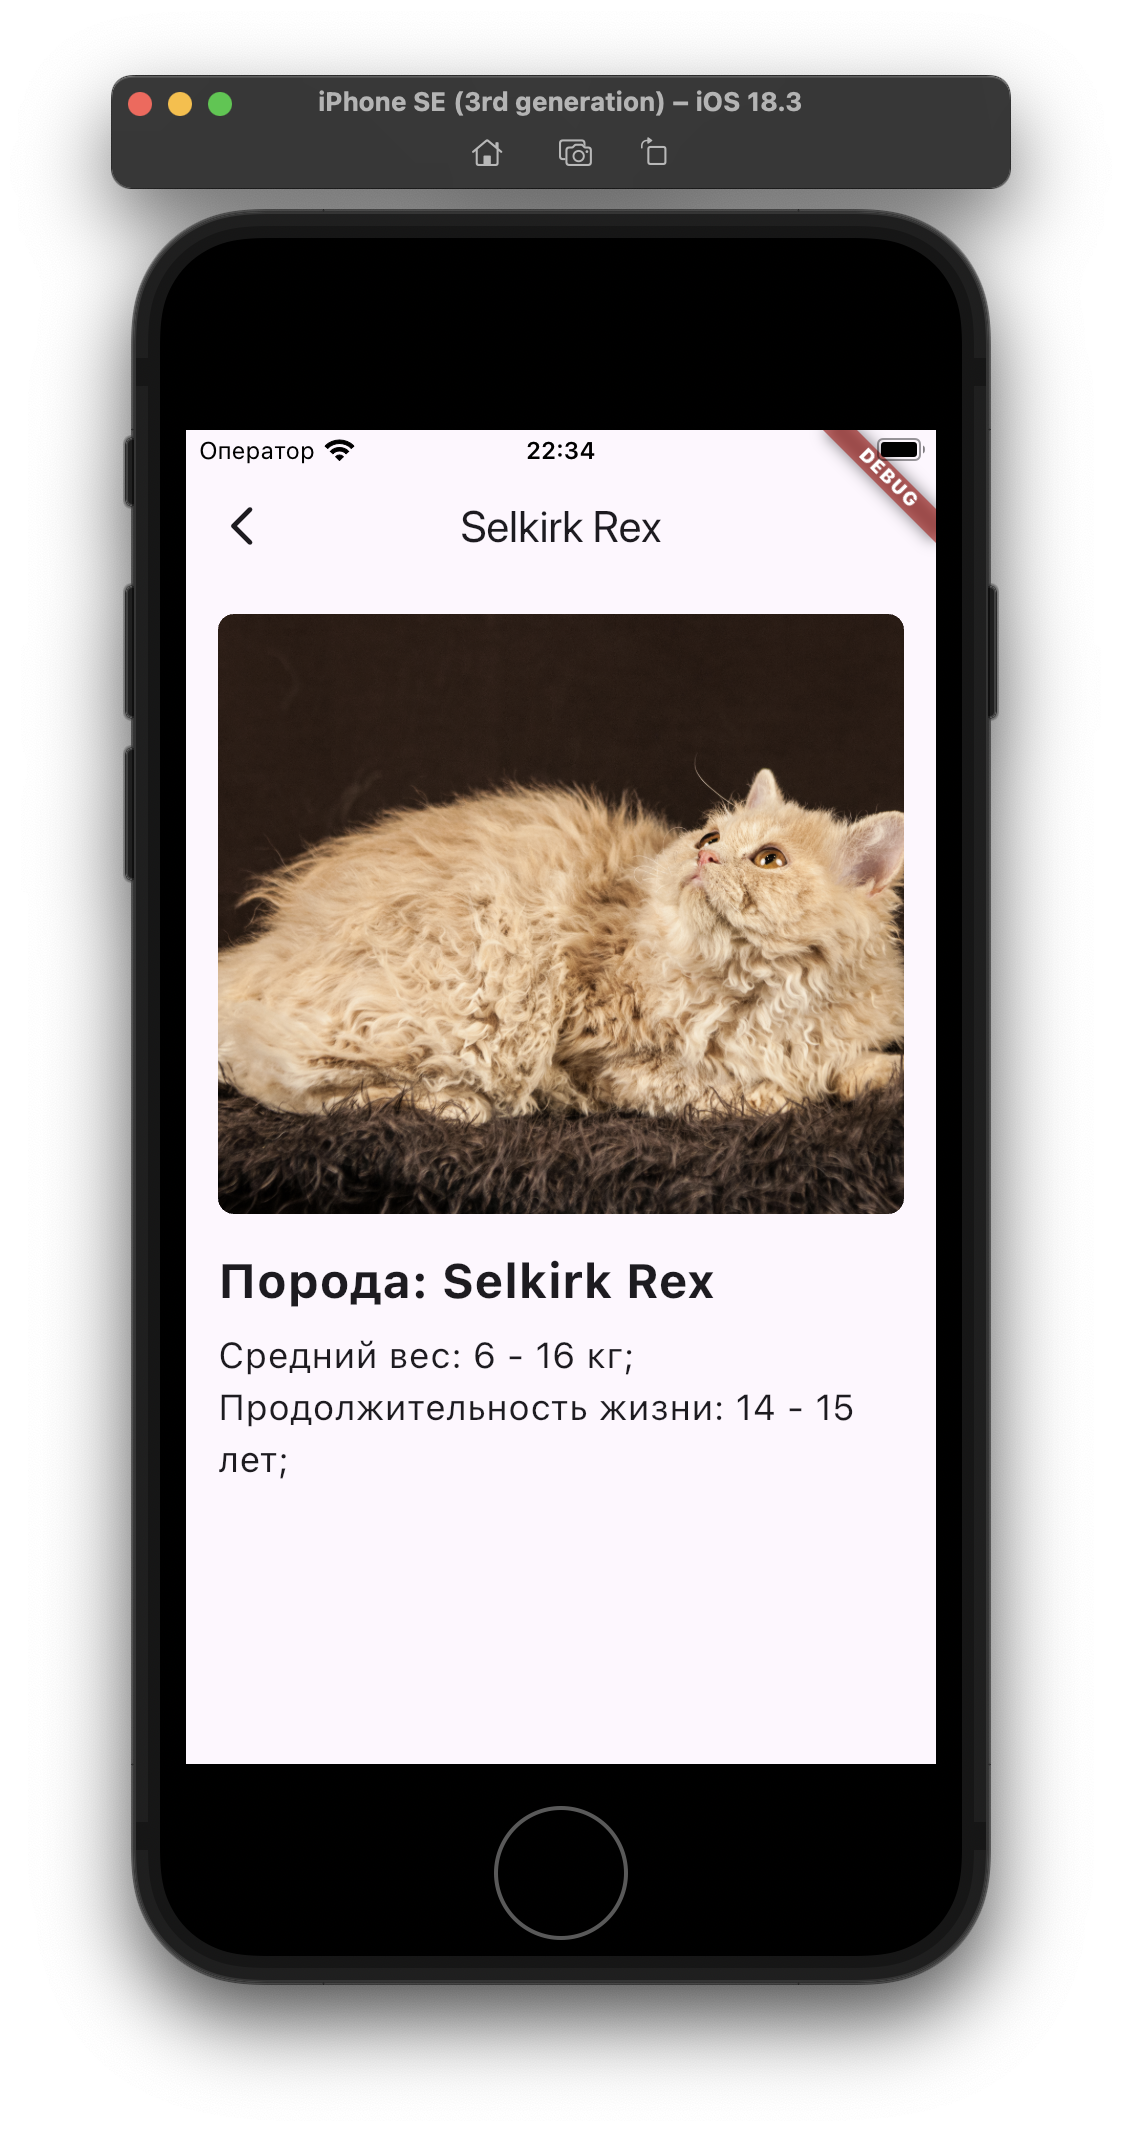 iPhone SE (3rd generation) – iOS 18.3
Оператор 22:34
DEBUG
Selkirk Rex
Порода: Selkirk Rex
Средний вес: 6 - 16 кг;
Продолжительность жизни: 14 - 15
лет;